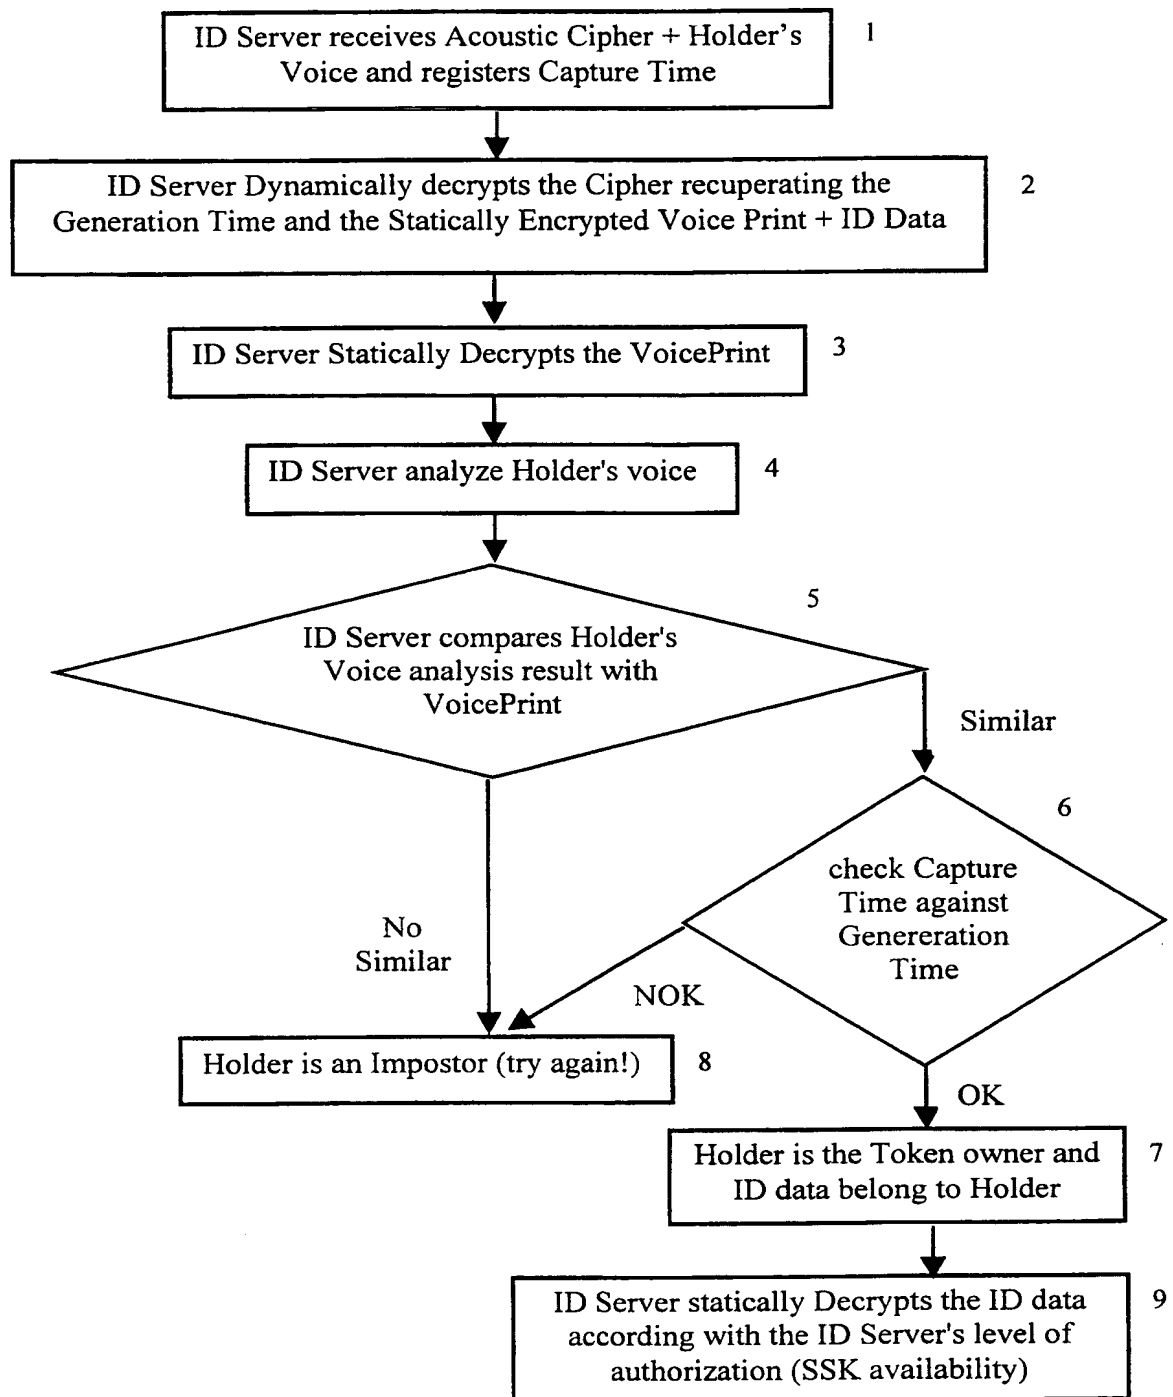 ID Server receives Acoustic Cipher + Holder's
Voice and registers Capture Time
1
ID Server Dynamically decrypts the Cipher recuperating the
Generation Time and the Statically Encrypted Voice Print + ID Data
2
ID Server Statically Decrypts the VoicePrint
3
ID Server analyze Holder's voice
4
5
ID Server compares Holder's
Voice analysis result with
VoicePrint
Similar
6
check Capture
Time against
Genereration
Time
No
Similar
NOK
Holder is an Impostor (try again!)
8
OK
Holder is the Token owner and
ID data belong to Holder
7
ID Server statically Decrypts the ID data
according with the ID Server's level of
authorization (SSK availability)
9